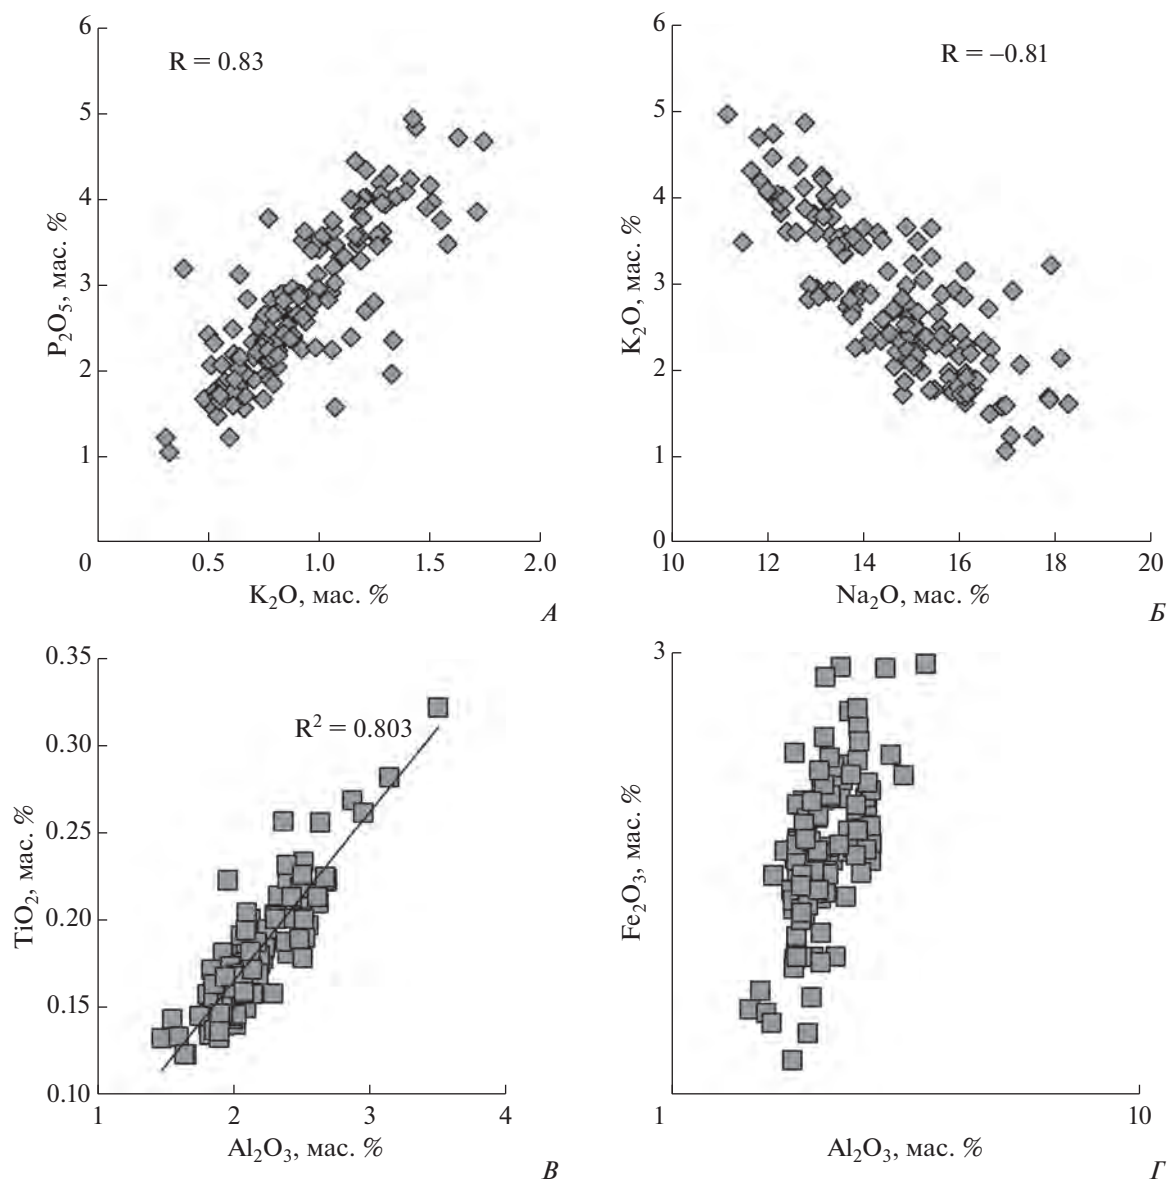 6
5
4
3
2
1
0
R = 0.83
P₂O₅, мас. %
0.5
1.0
1.5
2.0
K₂O, мас. %
А
6
5
4
3
2
1
0
R = –0.81
K₂O, мас. %
10
12
14
16
18
20
Na₂O, мас. %
Б
0.35
0.30
0.25
0.20
0.15
0.10
R² = 0.803
TiO₂, мас. %
1
2
3
4
Al₂O₃, мас. %
В
3
Fe₂O₃, мас. %
1
10
Al₂O₃, мас. %
Г